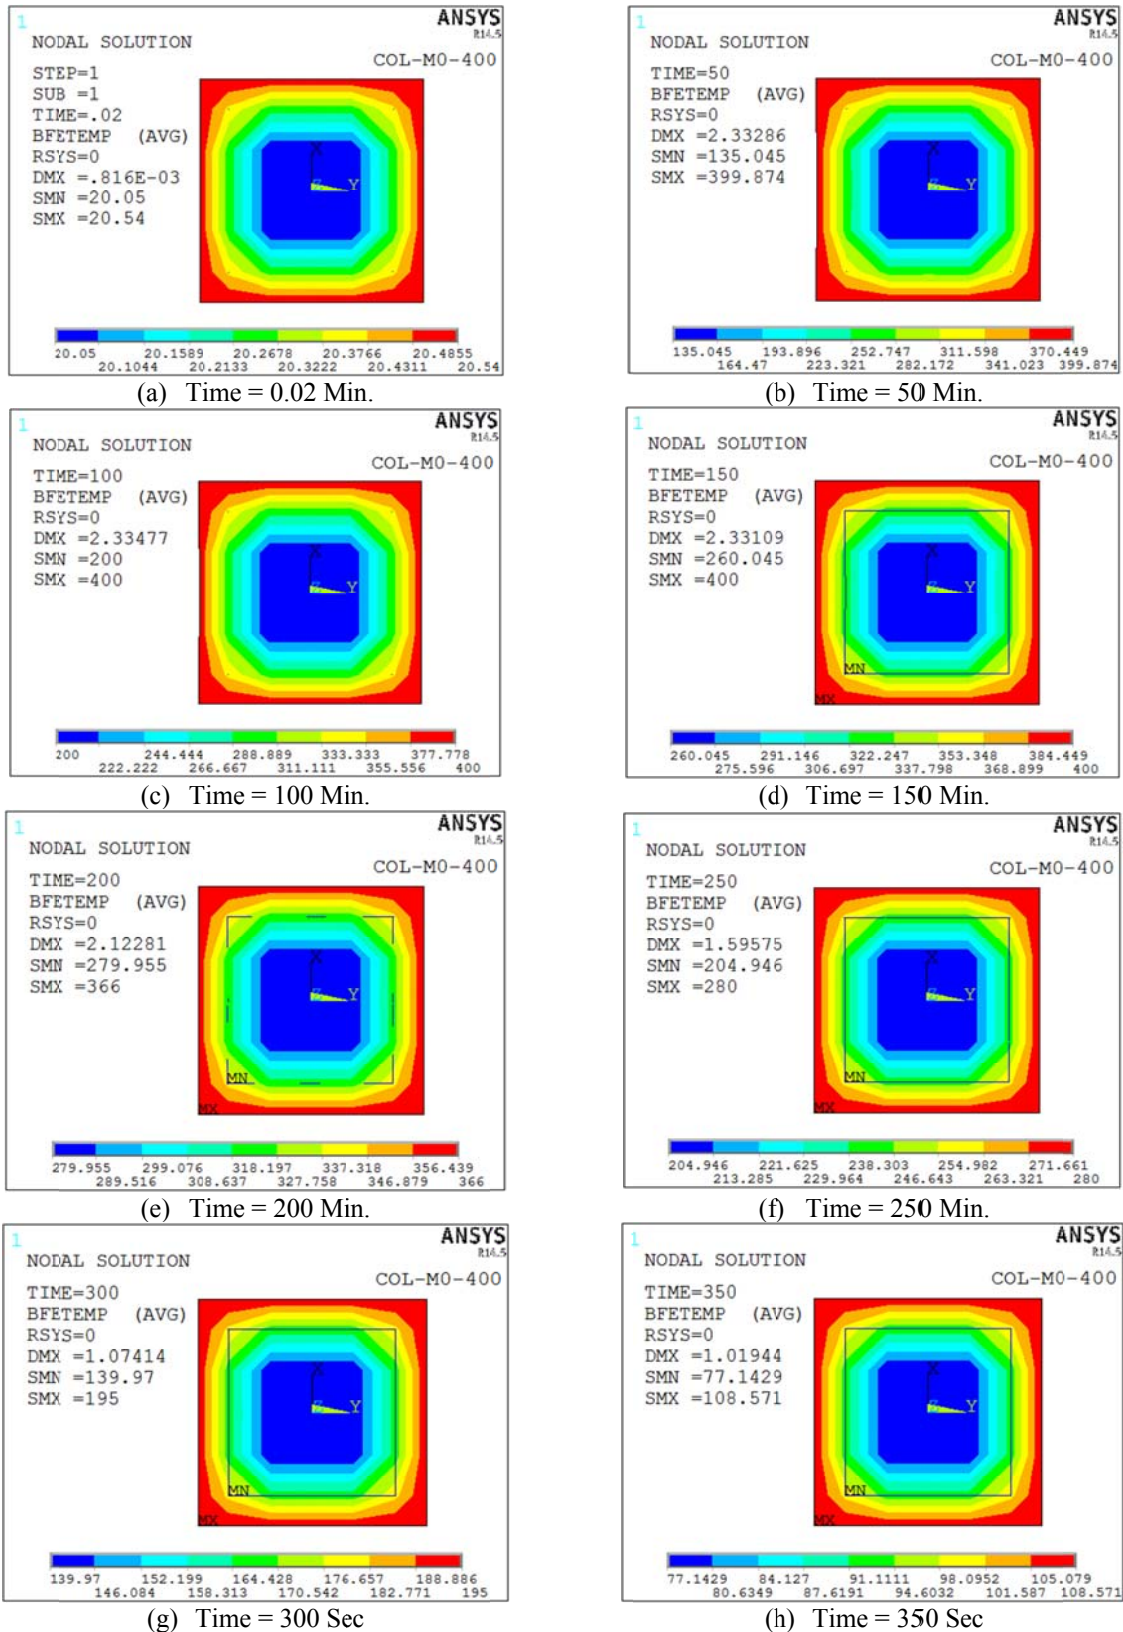 1
ANSYS
R14.5
NODAL SOLUTION
COL-M0-400
STEP=1
SUB =1
TIME=.02
BFETEMP (AVG)
RSYS=0
DMX =.816E-03
SMN =20.05
SMX =20.54
X
Z Y
20.05 20.1589 20.2678 20.3766 20.4855
20.1044 20.2133 20.3222 20.4311 20.54
(a) Time = 0.02 Min.
1
ANSYS
R14.5
NODAL SOLUTION
COL-M0-400
TIME=50
BFETEMP (AVG)
RSYS=0
DMX =2.33286
SMN =135.045
SMX =399.874
X
Z Y
135.045 193.896 252.747 311.598 370.449
164.47 223.321 282.172 341.023 399.874
(b) Time = 50 Min.
1
ANSYS
R14.5
NODAL SOLUTION
COL-M0-400
TIME=100
BFETEMP (AVG)
RSYS=0
DMX =2.33477
SMN =200
SMX =400
X
Z Y
200 244.444 288.889 333.333 377.778
222.222 266.667 311.111 355.556 400
(c) Time = 100 Min.
1
ANSYS
R14.5
NODAL SOLUTION
COL-M0-400
TIME=150
BFETEMP (AVG)
RSYS=0
DMX =2.33109
SMN =260.045
SMX =400
X
Z Y
MN
MX
260.045 291.146 322.247 353.348 384.449
275.596 306.697 337.798 368.899 400
(d) Time = 150 Min.
1
ANSYS
R14.5
NODAL SOLUTION
COL-M0-400
TIME=200
BFETEMP (AVG)
RSYS=0
DMX =2.12281
SMN =279.955
SMX =366
X
Z Y
MN
MX
279.955 299.076 318.197 337.318 356.439
289.516 308.637 327.758 346.879 366
(e) Time = 200 Min.
1
ANSYS
R14.5
NODAL SOLUTION
COL-M0-400
TIME=250
BFETEMP (AVG)
RSYS=0
DMX =1.59575
SMN =204.946
SMX =280
X
Z Y
MN
MX
204.946 221.625 238.303 254.982 271.661
213.285 229.964 246.643 263.321 280
(f) Time = 250 Min.
1
ANSYS
R14.5
NODAL SOLUTION
COL-M0-400
TIME=300
BFETEMP (AVG)
RSYS=0
DMX =1.07414
SMN =139.97
SMX =195
X
Z Y
MN
MX
139.97 152.199 164.428 176.657 188.886
146.084 158.313 170.542 182.771 195
(g) Time = 300 Sec
1
ANSYS
R14.5
NODAL SOLUTION
COL-M0-400
TIME=350
BFETEMP (AVG)
RSYS=0
DMX =1.01944
SMN =77.1429
SMX =108.571
X
Z Y
MN
MX
77.1429 84.127 91.1111 98.0952 105.079
80.6349 87.6191 94.6032 101.587 108.571
(h) Time = 350 Sec